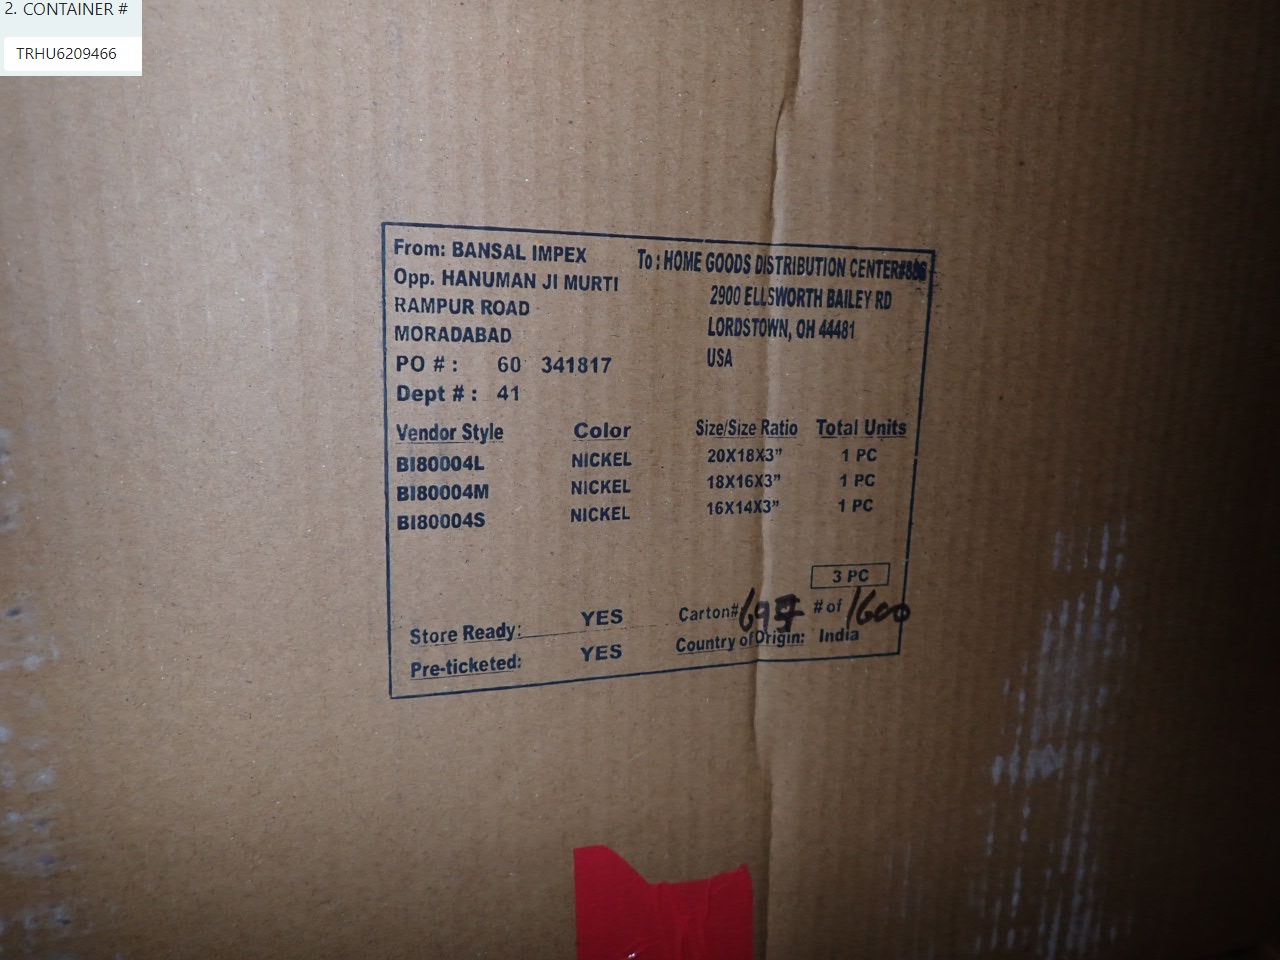 2. CONTAINER #
TRHU6209466
From: BANSAL IMPEX
Opp. HANUMAN JI MURTI
RAMPUR ROAD
MORADABAD
PO # : 60 341817
Dept # : 41
To : HOME GOODS DISTRIBUTION
2900 ELLSWORTH BAILEY RD
LORDSTOWN, OH 44481
USA
Vendor Style Color Size/Size Ratio Total Units
BI80004L NICKEL 20X18X3" 1 PC
BI80004M NICKEL 18X16X3" 1 PC
BI80004S NICKEL 16X14X3" 1 PC
3 PC
Store Ready: YES Carton# # of 1600
Pre-ticketed: YES Country of Origin: India